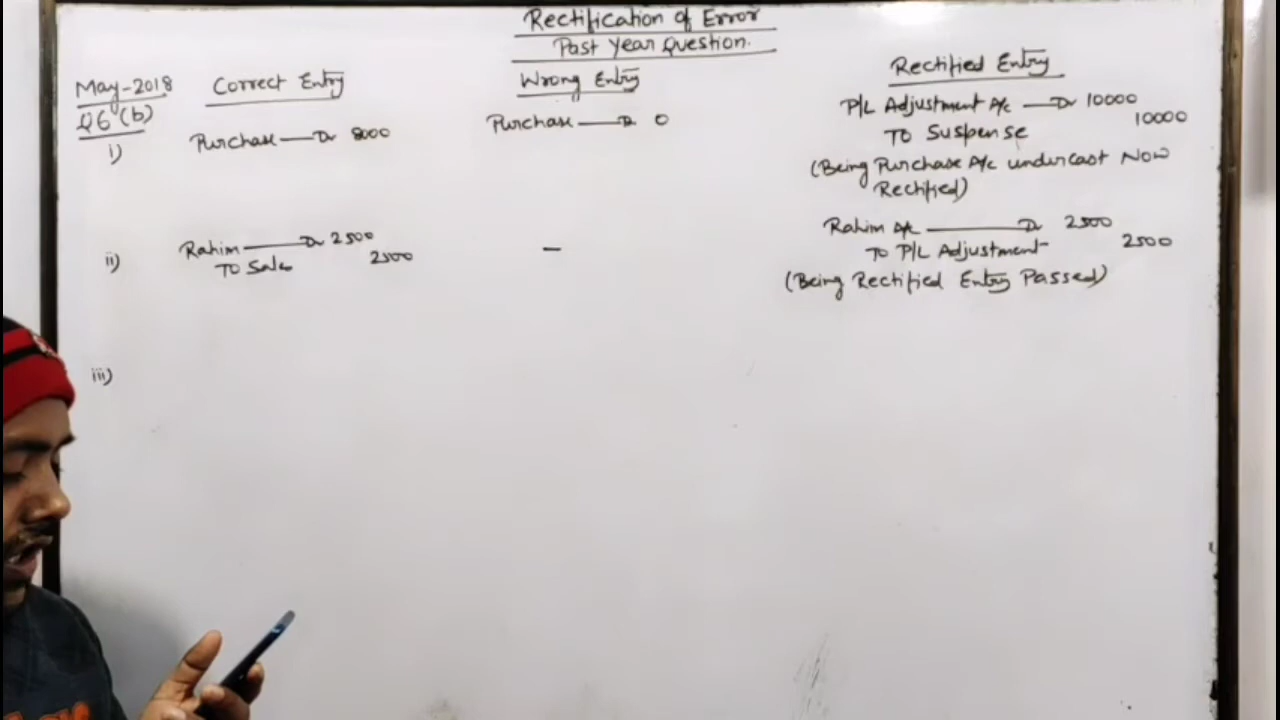 Rectification of Error
Past Year Question.
May-2018
Q6 (b)
Correct Entry
Wrong Entry
Rectified Entry
i)
Purchase — Dr 8000
Purchase — Dr 0
P/L Adjustment A/c — Dr 10000
To Suspense 10000
(Being Purchase A/c undercast Now
Rectified)
ii)
Rahim — Dr 2500
To Sales 2500
—
Rahim A/c — Dr 2500
To P/L Adjustment 2500
(Being Rectified Entry Passed)
iii)